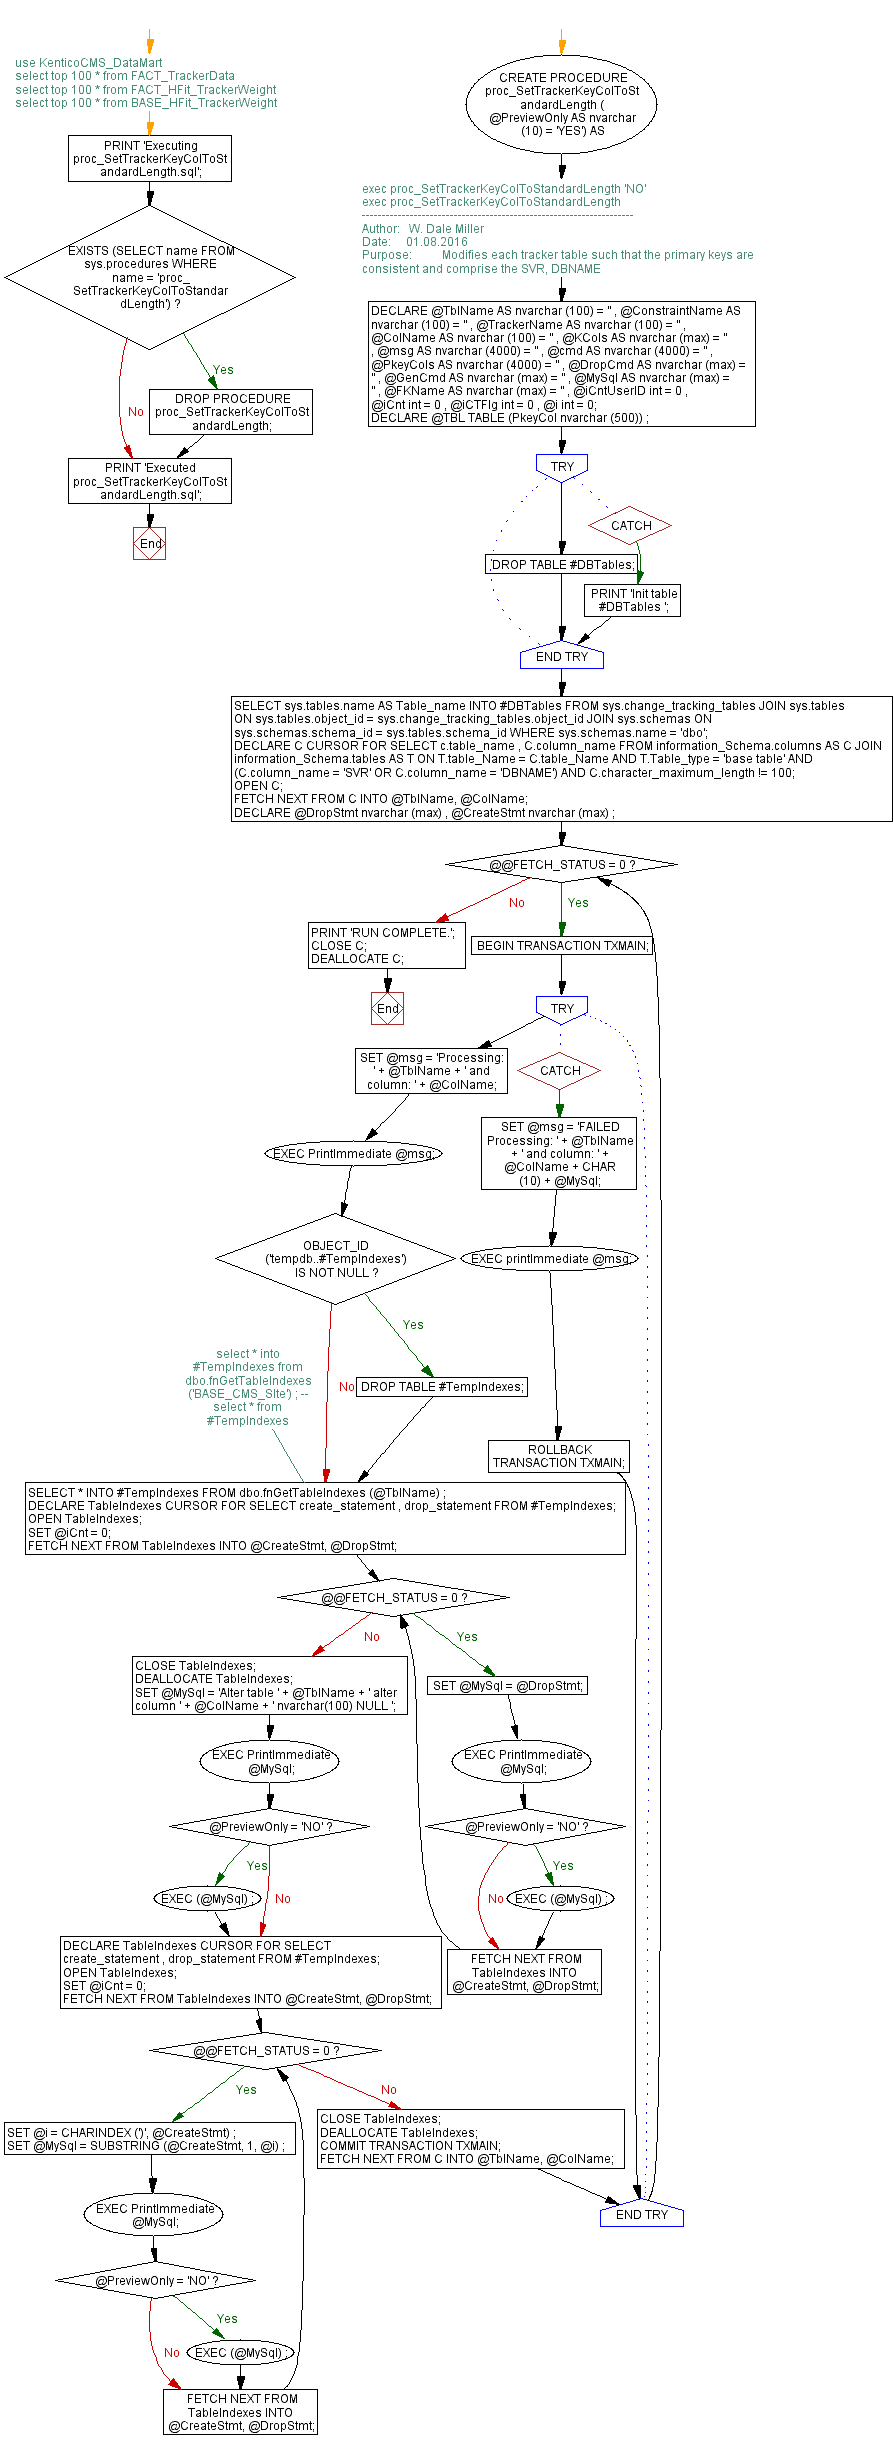 use KenticoCMS_DataMart
select top 100 * from FACT_TrackerData
select top 100 * from FACT_HFit_TrackerWeight
select top 100 * from BASE_HFit_TrackerWeight
PRINT 'Executing
proc_SetTrackerKeyColToSt
andardLength.sql';
EXISTS (SELECT name FROM
sys.procedures WHERE
name = 'proc_
SetTrackerKeyColToStandar
dLength') ?
Yes
No
DROP PROCEDURE
proc_SetTrackerKeyColToSt
andardLength;
PRINT 'Executed
proc_SetTrackerKeyColToSt
andardLength.sql';
End
CREATE PROCEDURE
proc_SetTrackerKeyColToSt
andardLength (
@PreviewOnly AS nvarchar
(10) = 'YES') AS
exec proc_SetTrackerKeyColToStandardLength 'NO'
exec proc_SetTrackerKeyColToStandardLength
--------------------------------------------------------------
Author: W. Dale Miller
Date: 01.08.2016
Purpose: Modifies each tracker table such that the primary keys are
consistent and comprise the SVR, DBNAME
DECLARE @TblName AS nvarchar (100) = '' , @ConstraintName AS
nvarchar (100) = '' , @TrackerName AS nvarchar (100) = '' ,
@ColName AS nvarchar (100) = '' , @KCols AS nvarchar (max) = ''
, @msg AS nvarchar (4000) = '' , @cmd AS nvarchar (4000) = '' ,
@PkeyCols AS nvarchar (4000) = '' , @DropCmd AS nvarchar (max) =
'' , @GenCmd AS nvarchar (max) = '' , @MySql AS nvarchar (max) =
'' , @FKName AS nvarchar (max) = '' , @iCntUserID int = 0 ,
@iCnt int = 0 , @iCTFlg int = 0 , @i int = 0;
DECLARE @TBL TABLE (PkeyCol nvarchar (500)) ;
TRY
CATCH
DROP TABLE #DBTables;
PRINT 'Init table
#DBTables ';
END TRY
SELECT sys.tables.name AS Table_name INTO #DBTables FROM sys.change_tracking_tables JOIN sys.tables
ON sys.tables.object_id = sys.change_tracking_tables.object_id JOIN sys.schemas ON
sys.schemas.schema_id = sys.tables.schema_id WHERE sys.schemas.name = 'dbo';
DECLARE C CURSOR FOR SELECT c.table_name , C.column_name FROM information_Schema.columns AS C JOIN
information_Schema.tables AS T ON T.table_Name = C.table_Name AND T.Table_type = 'base table' AND
(C.column_name = 'SVR' OR C.column_name = 'DBNAME') AND C.character_maximum_length != 100;
OPEN C;
FETCH NEXT FROM C INTO @TblName, @ColName;
DECLARE @DropStmt nvarchar (max) , @CreateStmt nvarchar (max) ;
@@FETCH_STATUS = 0 ?
No
Yes
PRINT 'RUN COMPLETE.';
CLOSE C;
DEALLOCATE C;
BEGIN TRANSACTION TXMAIN;
End
TRY
SET @msg = 'Processing:
' + @TblName + ' and
column: ' + @ColName;
CATCH
EXEC PrintImmediate @msg;
SET @msg = 'FAILED
Processing: ' + @TblName
+ ' and column: ' +
@ColName + CHAR
(10) + @MySql;
OBJECT_ID
('tempdb..#TempIndexes')
IS NOT NULL ?
EXEC printImmediate @msg;
Yes
select * into
#TempIndexes from
dbo.fnGetTableIndexes
('BASE_CMS_SIte') ; --
select * from
#TempIndexes
No
DROP TABLE #TempIndexes;
ROLLBACK
TRANSACTION TXMAIN;
SELECT * INTO #TempIndexes FROM dbo.fnGetTableIndexes (@TblName) ;
DECLARE TableIndexes CURSOR FOR SELECT create_statement , drop_statement FROM #TempIndexes;
OPEN TableIndexes;
SET @iCnt = 0;
FETCH NEXT FROM TableIndexes INTO @CreateStmt, @DropStmt;
@@FETCH_STATUS = 0 ?
No
Yes
CLOSE TableIndexes;
DEALLOCATE TableIndexes;
SET @MySql = 'Alter table ' + @TblName + ' alter
column ' + @ColName + ' nvarchar(100) NULL ';
SET @MySql = @DropStmt;
EXEC PrintImmediate
@MySql;
EXEC PrintImmediate
@MySql;
@PreviewOnly = 'NO' ?
@PreviewOnly = 'NO' ?
Yes
Yes
EXEC (@MySql) ;
No
No
EXEC (@MySql) ;
DECLARE TableIndexes CURSOR FOR SELECT
create_statement , drop_statement FROM #TempIndexes;
OPEN TableIndexes;
SET @iCnt = 0;
FETCH NEXT FROM TableIndexes INTO @CreateStmt, @DropStmt;
FETCH NEXT FROM
TableIndexes INTO
@CreateStmt, @DropStmt;
@@FETCH_STATUS = 0 ?
Yes
No
SET @i = CHARINDEX (')', @CreateStmt) ;
SET @MySql = SUBSTRING (@CreateStmt, 1, @i) ;
CLOSE TableIndexes;
DEALLOCATE TableIndexes;
COMMIT TRANSACTION TXMAIN;
FETCH NEXT FROM C INTO @TblName, @ColName;
EXEC PrintImmediate
@MySql;
END TRY
@PreviewOnly = 'NO' ?
Yes
No
EXEC (@MySql) ;
FETCH NEXT FROM
TableIndexes INTO
@CreateStmt, @DropStmt;